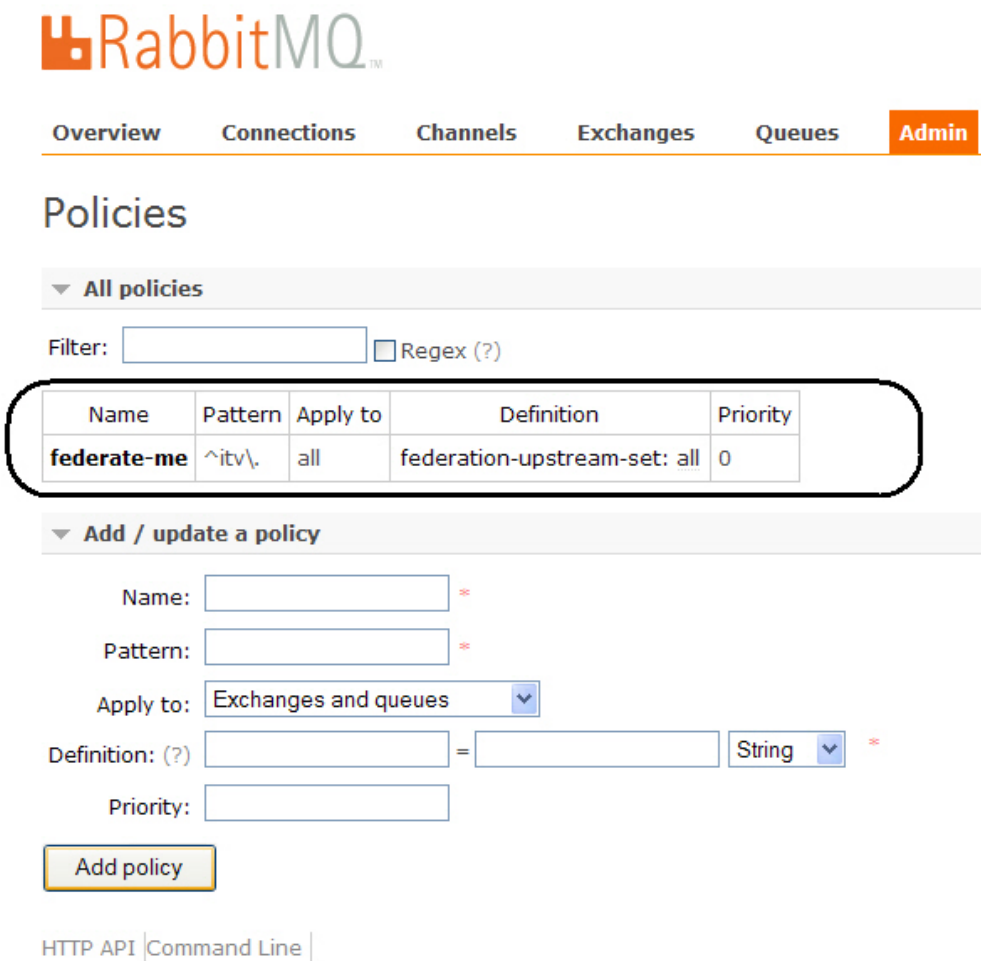 RabbitMQ™
Overview Connections Channels Exchanges Queues Admin
Policies
All policies
Filter: Regex (?)
Name Pattern Apply to Definition Priority
federate-me ^itv\. all federation-upstream-set: all 0
Add / update a policy
Name: *
Pattern: *
Apply to: Exchanges and queues
Definition: (?) = String *
Priority:
Add policy
HTTP API Command Line